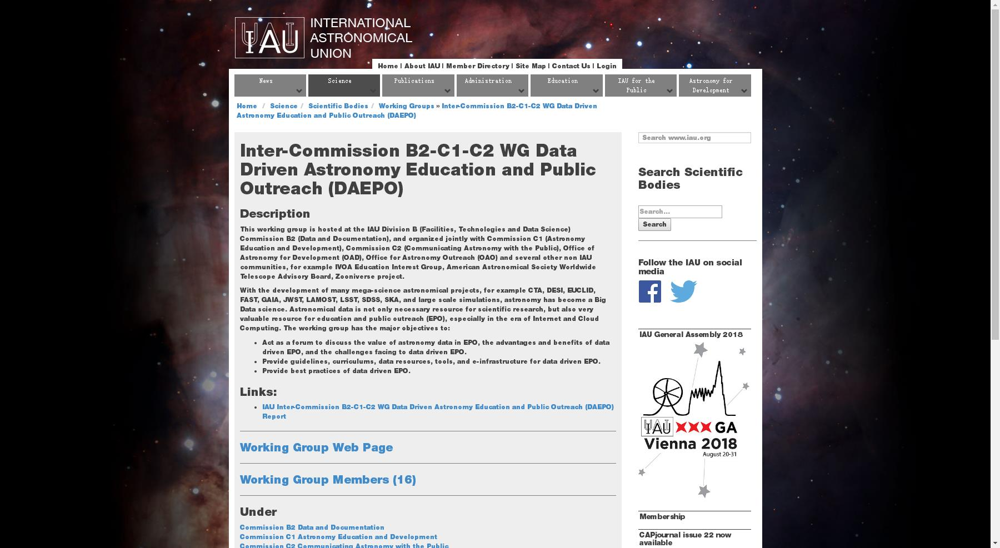 IAU
INTERNATIONAL
ASTRONOMICAL
UNION
Home | About IAU | Member Directory | Site Map | Contact Us | Login
News
Science
Publications
Administration
Education
IAU for the
Public
Astronomy for
Development
Home / Science / Scientific Bodies / Working Groups » Inter-Commission B2-C1-C2 WG Data Driven
Astronomy Education and Public Outreach (DAEPO)
Inter-Commission B2-C1-C2 WG Data
Driven Astronomy Education and Public
Outreach (DAEPO)
Description
This working group is hosted at the IAU Division B (Facilities, Technologies and Data Science)
Commission B2 (Data and Documentation), and organized jointly with Commission C1 (Astronomy
Education and Development), Commission C2 (Communicating Astronomy with the Public), Office of
Astronomy for Development (OAD), Office for Astronomy Outreach (OAO) and several other non IAU
communities, for example IVOA Education Interest Group, American Astronomical Society Worldwide
Telescope Advisory Board, Zooniverse project.
With the development of many mega-science astronomical projects, for example CTA, DESI, EUCLID,
FAST, GAIA, JWST, LAMOST, LSST, SDSS, SKA, and large scale simulations, astronomy has become a Big
Data science. Astronomical data is not only necessary resource for scientific research, but also very
valuable resource for education and public outreach (EPO), especially in the era of Internet and Cloud
Computing. The working group has the major objectives to:
• Act as a forum to discuss the value of astronomy data in EPO, the advantages and benefits of data
driven EPO, and the challenges facing to data driven EPO.
• Provide guidelines, curriculums, data resources, tools, and e-infrastructure for data driven EPO.
• Provide best practices of data driven EPO.
Links:
• IAU Inter-Commission B2-C1-C2 WG Data Driven Astronomy Education and Public Outreach (DAEPO)
Report
Working Group Web Page
Working Group Members (16)
Under
Commission B2 Data and Documentation
Commission C1 Astronomy Education and Development
Commission C2 Communicating Astronomy with the Public
Search www.iau.org
Search Scientific
Bodies
Search...
Search
Follow the IAU on social
media
IAU General Assembly 2018
IAU XXX GA
Vienna 2018
August 20-31
Membership
CAPjournal issue 22 now
available